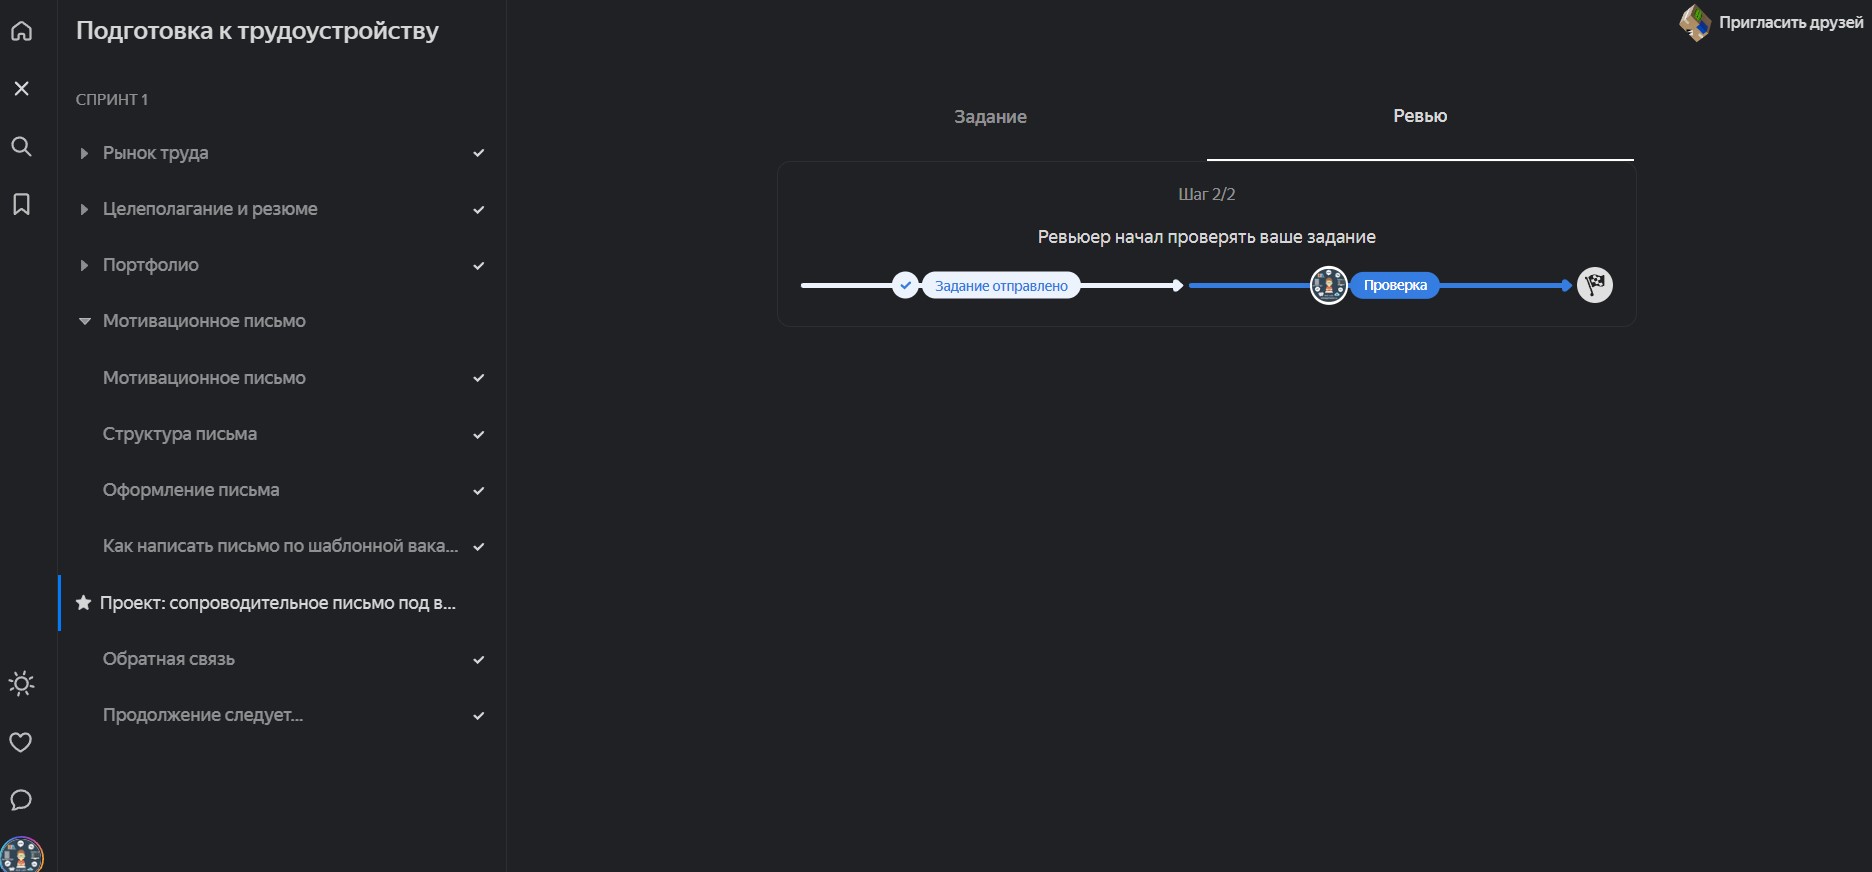 Подготовка к трудоустройству
Пригласить друзей
СПРИНТ 1
Рынок труда
Целеполагание и резюме
Портфолио
Мотивационное письмо
Мотивационное письмо
Структура письма
Оформление письма
Как написать письмо по шаблонной вака...
Проект: сопроводительное письмо под в...
Обратная связь
Продолжение следует...
Задание
Ревью
Шаг 2/2
Ревьюер начал проверять ваше задание
Задание отправлено
Проверка